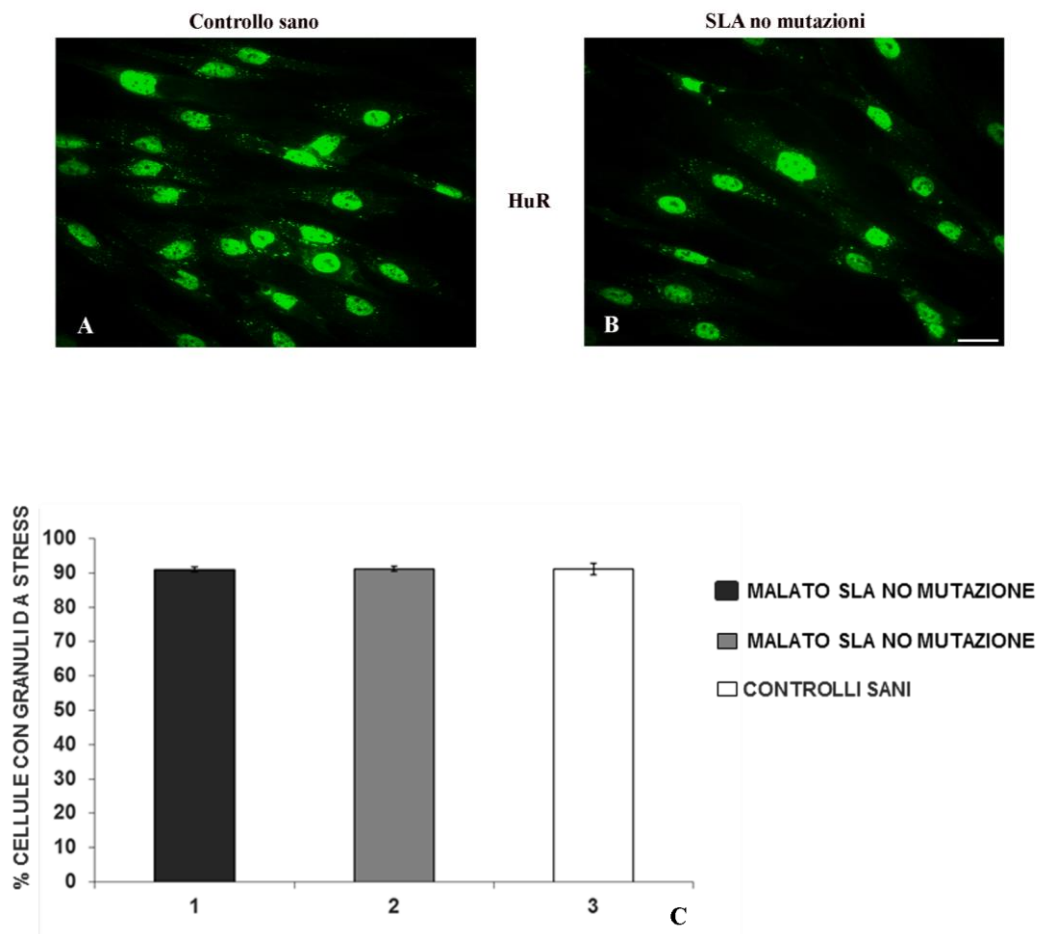 Controllo sano
SLA no mutazioni
HuR
A
B
% CELLULE CON GRANULI DA STRESS
100
90
80
70
60
50
40
30
20
10
0
1
2
3
C
MALATO SLA NO MUTAZIONE
MALATO SLA NO MUTAZIONE
CONTROLLI SANI